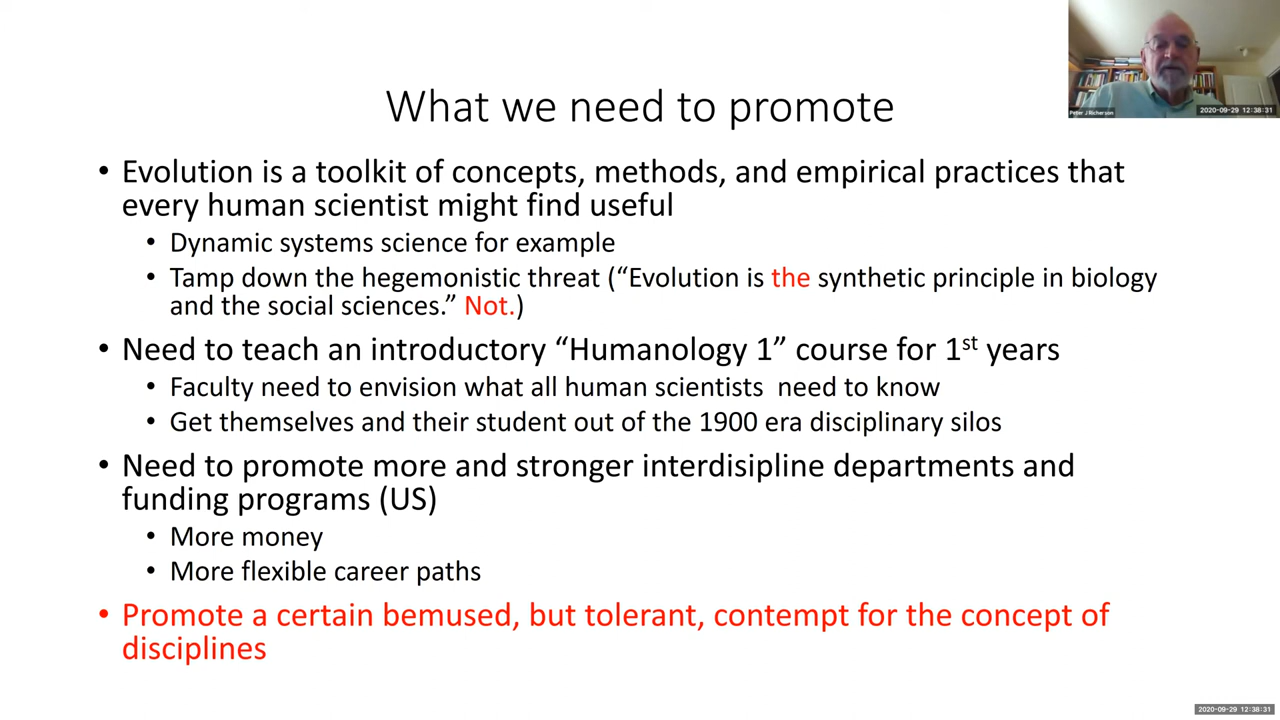 What we need to promote
• Evolution is a toolkit of concepts, methods, and empirical practices that
every human scientist might find useful
• Dynamic systems science for example
• Tamp down the hegemonistic threat (“Evolution is the synthetic principle in biology
and the social sciences.” Not.)
• Need to teach an introductory “Humanology 1” course for 1st years
• Faculty need to envision what all human scientists need to know
• Get themselves and their student out of the 1900 era disciplinary silos
• Need to promote more and stronger interdisipline departments and
funding programs (US)
• More money
• More flexible career paths
• Promote a certain bemused, but tolerant, contempt for the concept of
disciplines
Peter J Richerson
2020-09-29 12:38:31
2020-09-29 12:38:31